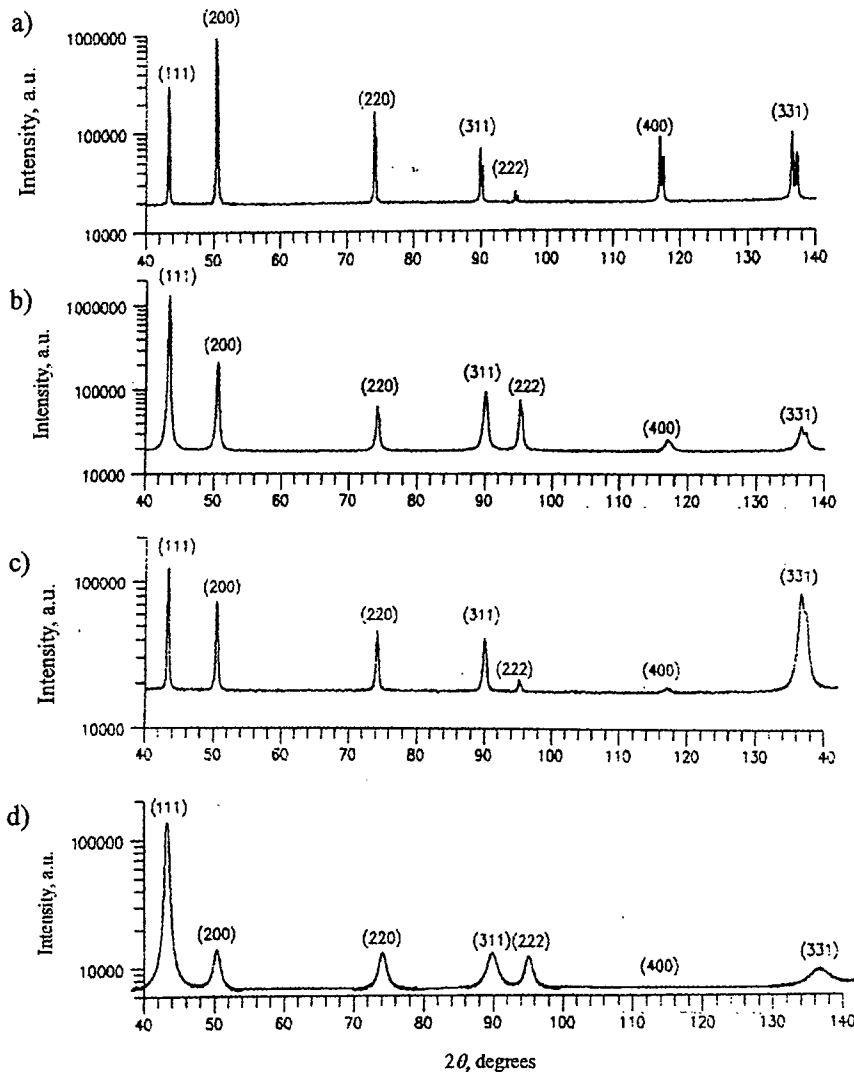 a)
Intensity, a.u.
1000000
100000
10000
(111)
(200)
(220)
(311)
(222)
(400)
(331)
40 50 60 70 80 90 100 110 120 130 140
b)
Intensity, a.u.
1000000
100000
10000
(111)
(200)
(220)
(311)
(222)
(400)
(331)
40 50 60 70 80 90 100 110 120 130 140
c)
Intensity, a.u.
100000
10000
(111)
(200)
(220)
(311)
(222)
(400)
(331)
40 50 60 70 80 90 100 110 120 130 40
d)
Intensity, a.u.
100000
10000
(111)
(200)
(220)
(311)
(222)
(400)
(331)
40 50 60 70 80 90 100 110 120 130 140
2θ, degrees